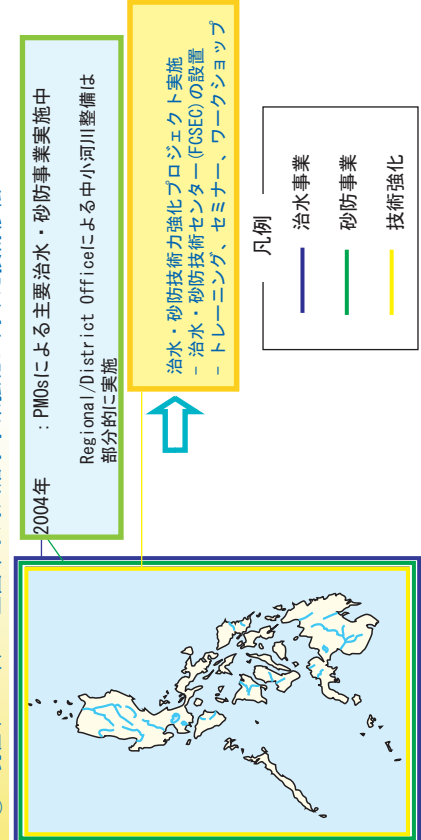 2004年 : PMOsによる主要治水・砂防事業実施中
Regional/District Officeによる中小河川整備は
部分的に実施
治水・砂防技術力強化プロジェクト実施
- 治水・砂防技術センター(FCSEC)の設置
- トレーニング、セミナー、ワークショップ
凡例
治水事業
砂防事業
技術強化